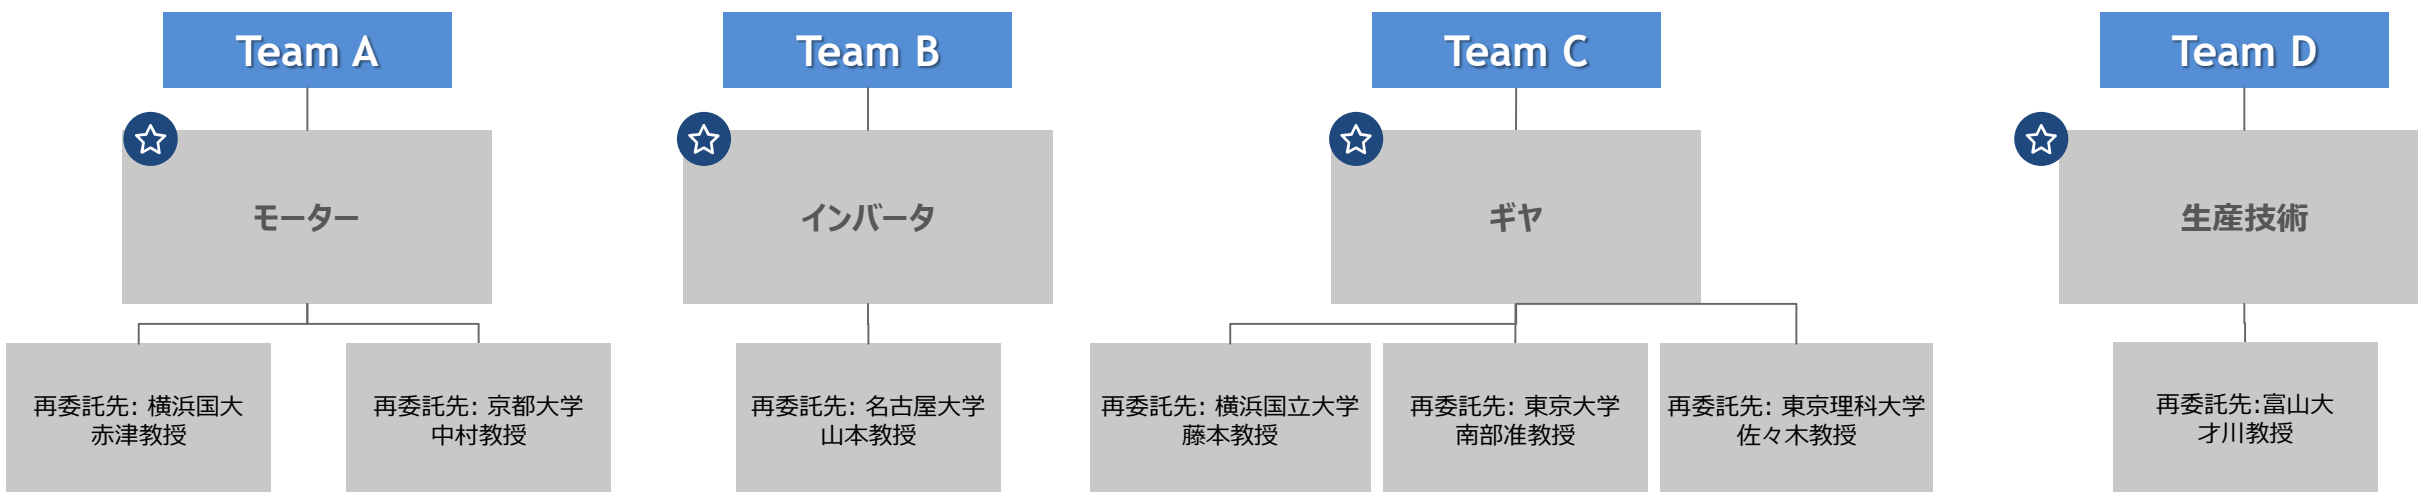 Team A
Team B
Team C
Team D
モーター
インバータ
ギヤ
生産技術
再委託先: 横浜国大
赤津教授
再委託先: 京都大学
中村教授
再委託先: 名古屋大学
山本教授
再委託先: 横浜国立大学
藤本教授
再委託先: 東京大学
南部准教授
再委託先: 東京理科大学
佐々木教授
再委託先:富山大
才川教授